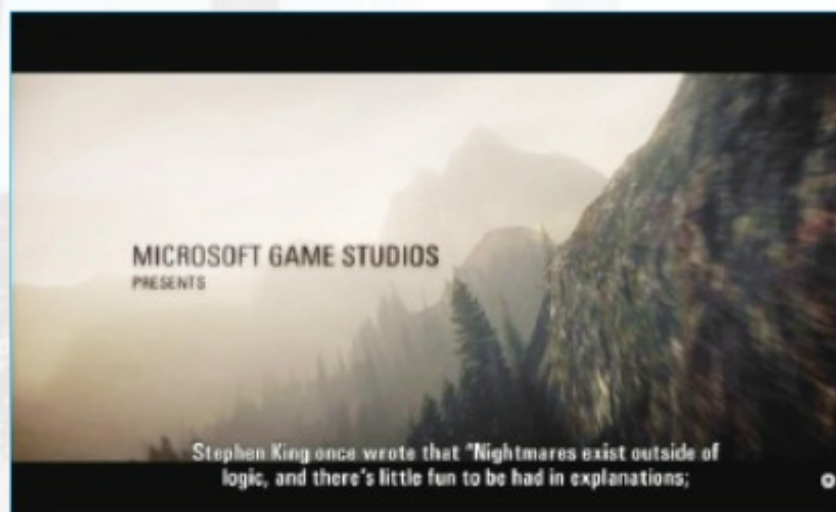 MICROSOFT GAME STUDIOS
PRESENTS
Stephen King once wrote that "Nightmares exist outside of
logic, and there's little fun to be had in explanations;